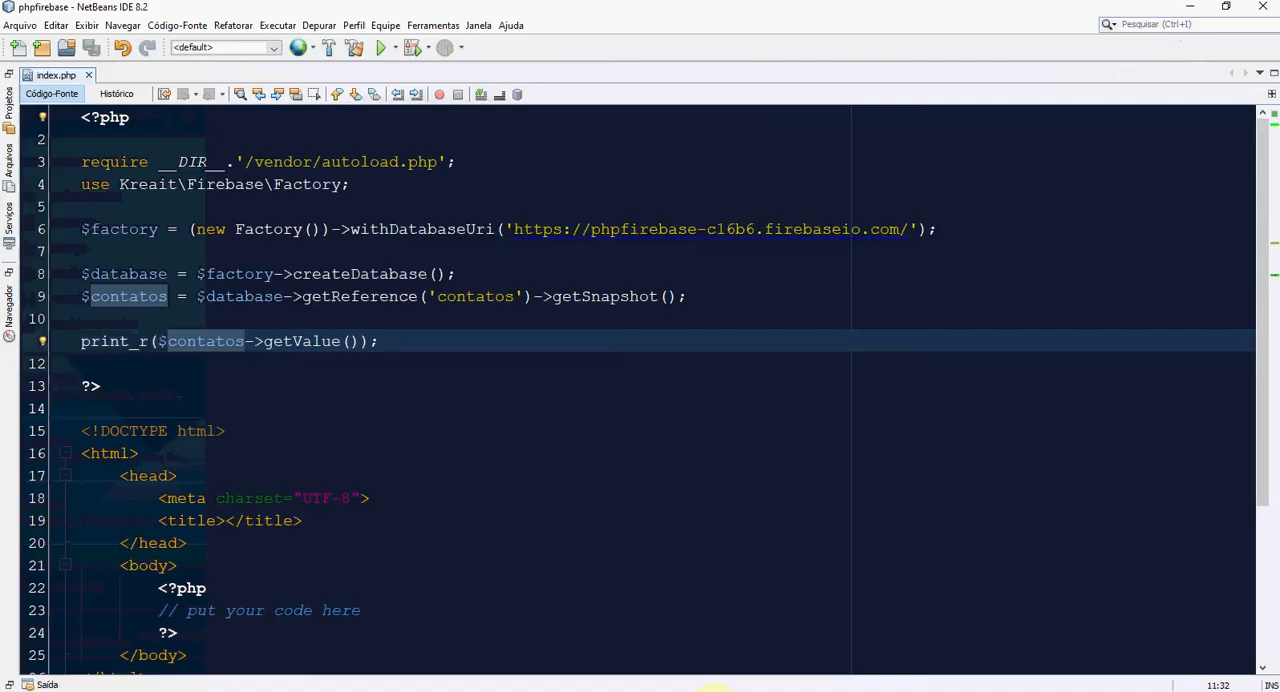 phpfirebase - NetBeans IDE 8.2
Arquivo Editar Exibir Navegar Código-Fonte Refatorar Executar Depurar Perfil Equipe Ferramentas Janela Ajuda
Pesquisar (Ctrl+I)
<default>
index.php
Código-Fonte Histórico
Projetos
Arquivos
Serviços
Navegador
<?php
2
3 require __DIR__.'/vendor/autoload.php';
4 use Kreait\Firebase\Factory;
5
6 $factory = (new Factory())->withDatabaseUri('https://phpfirebase-c16b6.firebaseio.com/');
7
8 $database = $factory->createDatabase();
9 $contatos = $database->getReference('contatos')->getSnapshot();
10
print_r($contatos->getValue());
12
13 ?>
14
15 <!DOCTYPE html>
16 <html>
17 <head>
18 <meta charset="UTF-8">
19 <title></title>
20 </head>
21 <body>
22 <?php
23 // put your code here
24 ?>
25 </body>
Saída
11:32 INS